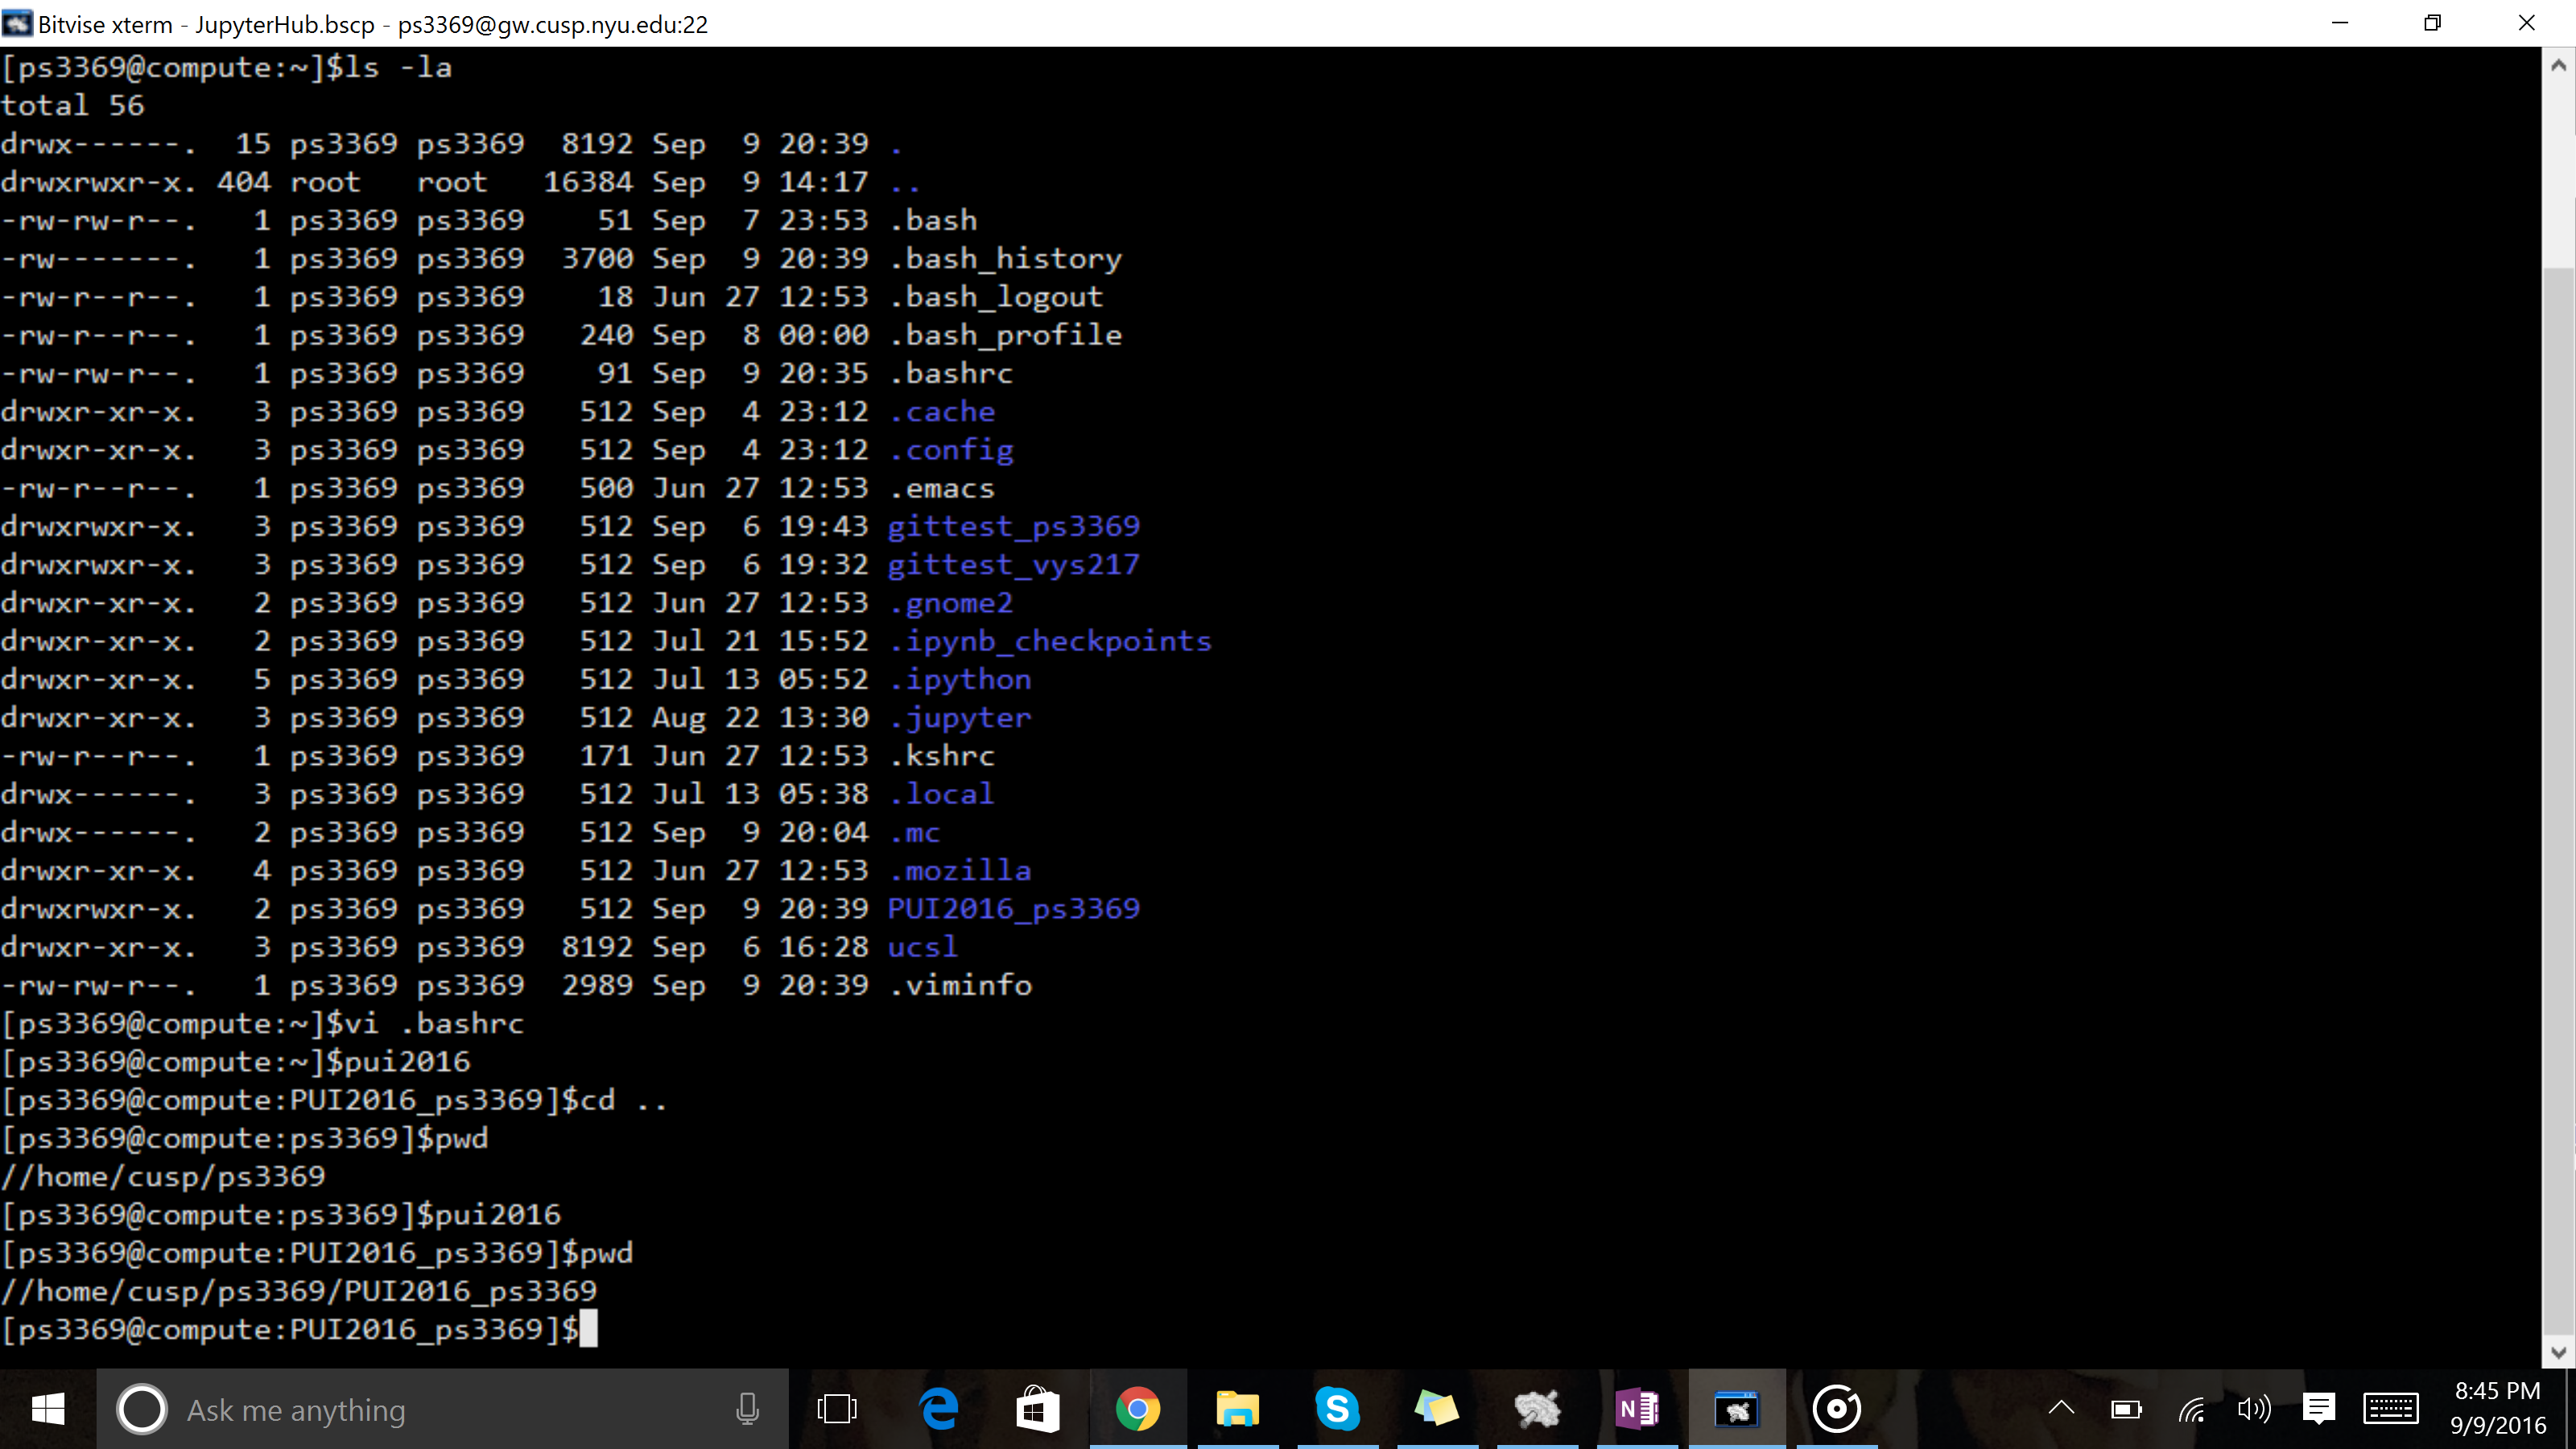 Bitvise xterm - JupyterHub.bscp - ps3369@gw.cusp.nyu.edu:22
[ps3369@compute:~]$ls -la
total 56
drwx------.  15 ps3369 ps3369  8192 Sep  9 20:39 .
drwxrwxr-x. 404 root   root   16384 Sep  9 14:17 ..
-rw-rw-r--.   1 ps3369 ps3369    51 Sep  7 23:53 .bash
-rw-------.   1 ps3369 ps3369  3700 Sep  9 20:39 .bash_history
-rw-r--r--.   1 ps3369 ps3369    18 Jun 27 12:53 .bash_logout
-rw-r--r--.   1 ps3369 ps3369   240 Sep  8 00:00 .bash_profile
-rw-rw-r--.   1 ps3369 ps3369    91 Sep  9 20:35 .bashrc
drwxr-xr-x.   3 ps3369 ps3369   512 Sep  4 23:12 .cache
drwxr-xr-x.   3 ps3369 ps3369   512 Sep  4 23:12 .config
-rw-r--r--.   1 ps3369 ps3369   500 Jun 27 12:53 .emacs
drwxrwxr-x.   3 ps3369 ps3369   512 Sep  6 19:43 gittest_ps3369
drwxrwxr-x.   3 ps3369 ps3369   512 Sep  6 19:32 gittest_vys217
drwxr-xr-x.   2 ps3369 ps3369   512 Jun 27 12:53 .gnome2
drwxr-xr-x.   2 ps3369 ps3369   512 Jul 21 15:52 .ipynb_checkpoints
drwxr-xr-x.   5 ps3369 ps3369   512 Jul 13 05:52 .ipython
drwxr-xr-x.   3 ps3369 ps3369   512 Aug 22 13:30 .jupyter
-rw-r--r--.   1 ps3369 ps3369   171 Jun 27 12:53 .kshrc
drwx------.   3 ps3369 ps3369   512 Jul 13 05:38 .local
drwx------.   2 ps3369 ps3369   512 Sep  9 20:04 .mc
drwxr-xr-x.   4 ps3369 ps3369   512 Jun 27 12:53 .mozilla
drwxrwxr-x.   2 ps3369 ps3369   512 Sep  9 20:39 PUI2016_ps3369
drwxr-xr-x.   3 ps3369 ps3369  8192 Sep  6 16:28 ucsl
-rw-rw-r--.   1 ps3369 ps3369  2989 Sep  9 20:39 .viminfo
[ps3369@compute:~]$vi .bashrc
[ps3369@compute:~]$pui2016
[ps3369@compute:PUI2016_ps3369]$cd ..
[ps3369@compute:ps3369]$pwd
//home/cusp/ps3369
[ps3369@compute:ps3369]$pui2016
[ps3369@compute:PUI2016_ps3369]$pwd
//home/cusp/ps3369/PUI2016_ps3369
[ps3369@compute:PUI2016_ps3369]$
Ask me anything
8:45 PM
9/9/2016